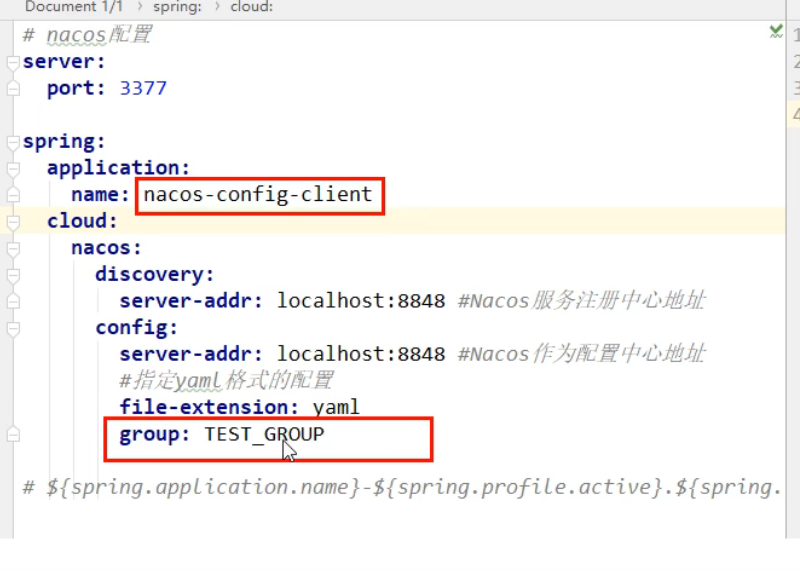 Document 1/1 › spring: › cloud:
# nacos配置
server:
  port: 3377
spring:
  application:
    name: nacos-config-client
  cloud:
    nacos:
      discovery:
        server-addr: localhost:8848 #Nacos服务注册中心地址
      config:
        server-addr: localhost:8848 #Nacos作为配置中心地址
        #指定yaml格式的配置
        file-extension: yaml
        group: TEST_GROUP
# ${spring.application.name}-${spring.profile.active}.${spring.